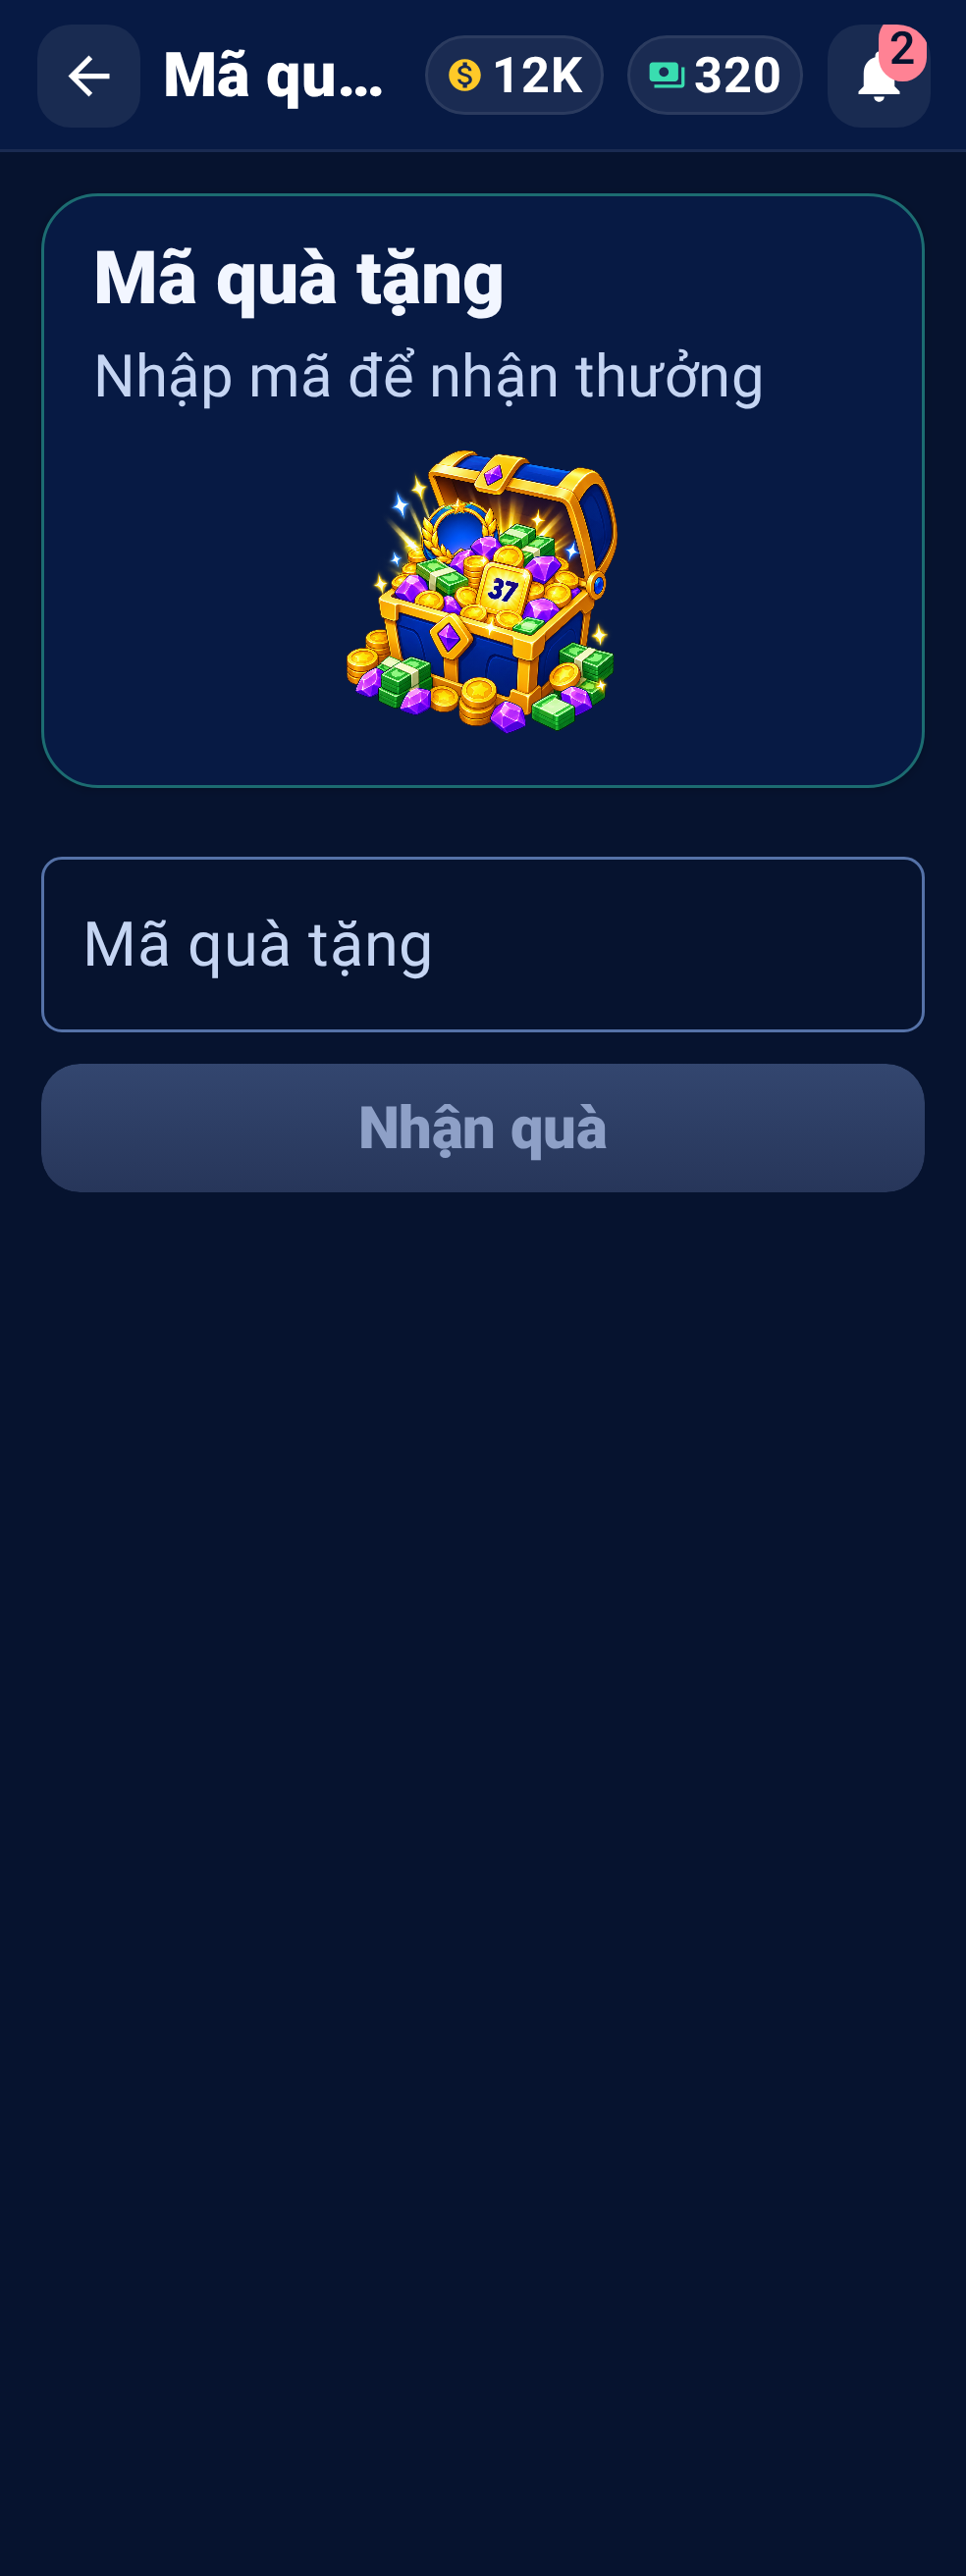 Mã qu...
12K
320
2
Mã quà tặng
Nhập mã để nhận thưởng
37
Mã quà tặng
Nhận quà